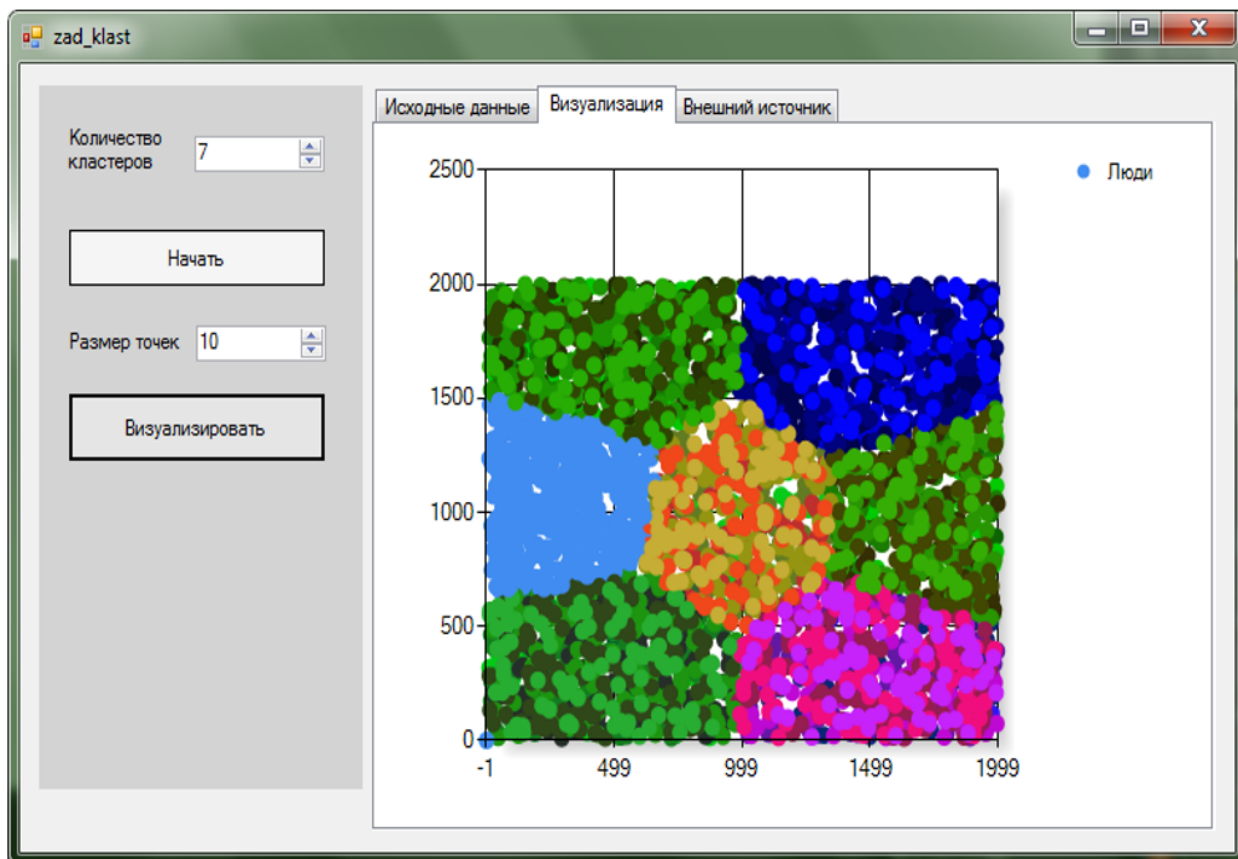 zad_klast
Количество
кластеров
7
Начать
Размер точек
10
Визуализировать
Исходные данные
Визуализация
Внешний источник
2500
2000
1500
1000
500
0
-1
499
999
1499
1999
Люди